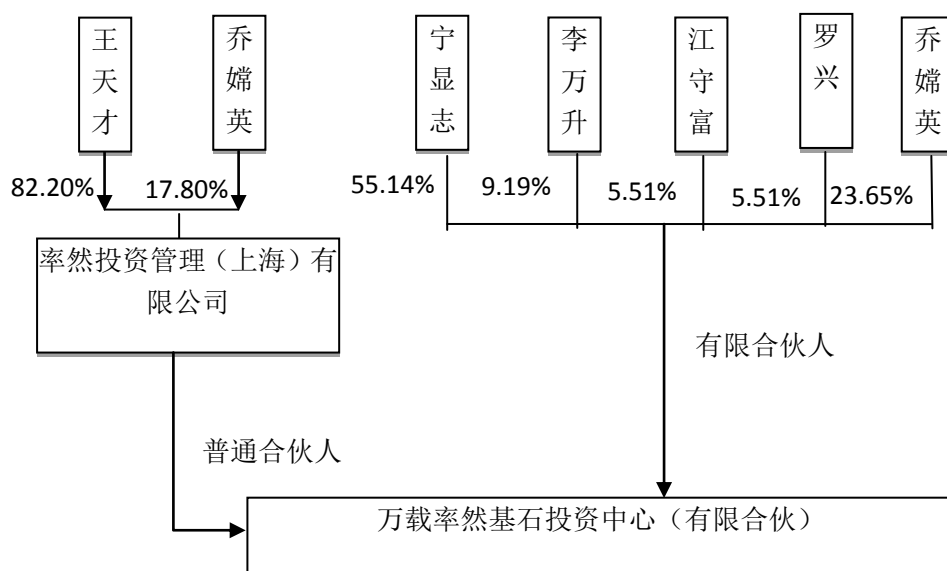 王天才
乔嫦英
宁显志
李万升
江守富
罗兴
乔嫦英
82.20%
17.80%
55.14%
9.19%
5.51%
5.51%
23.65%
率然投资管理（上海）有
限公司
有限合伙人
普通合伙人
万载率然基石投资中心（有限合伙）